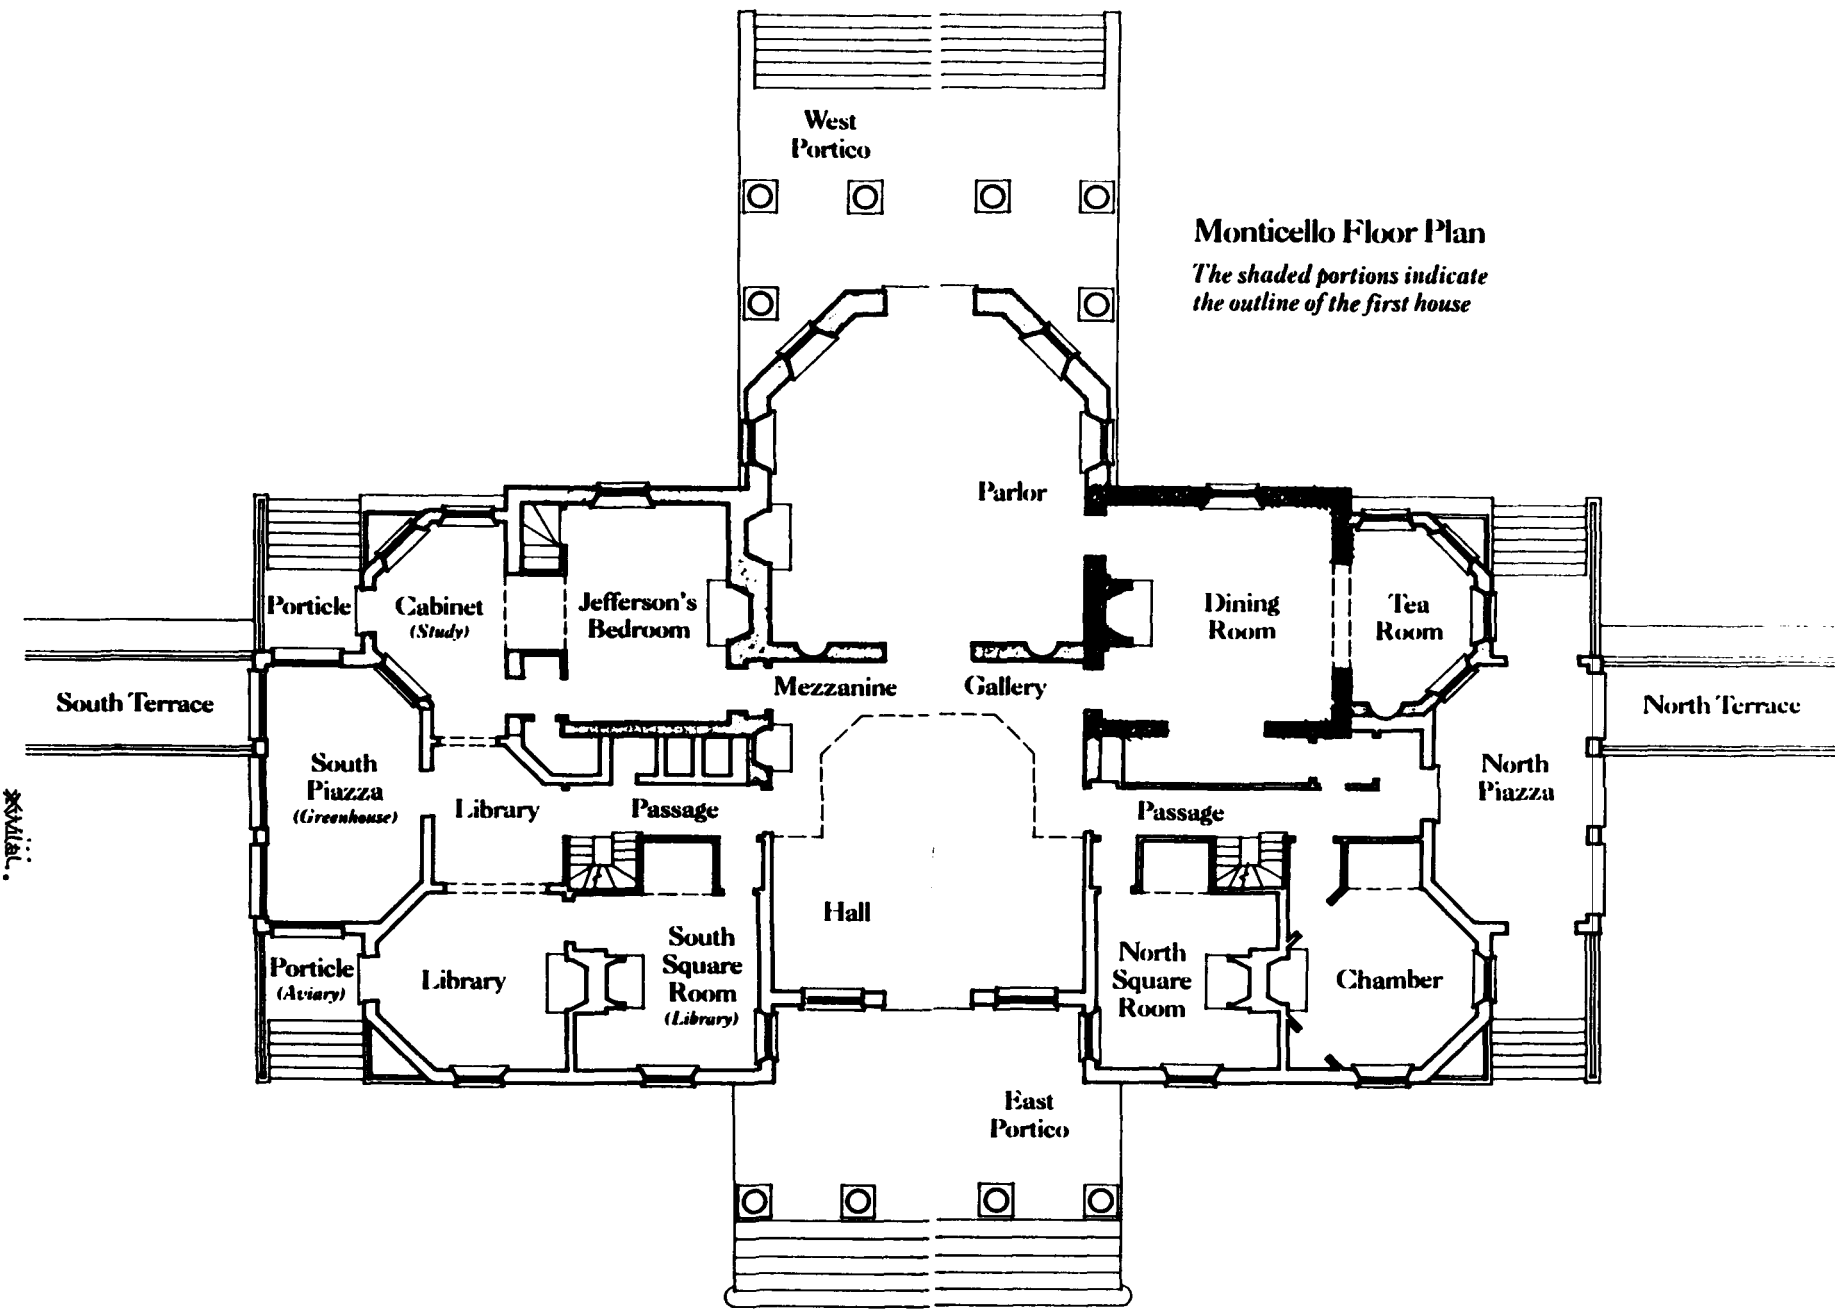 West
Portico
Monticello Floor Plan
The shaded portions indicate
the outline of the first house
Parlor
Porticle
Cabinet
(Study)
Jefferson's
Bedroom
Dining
Room
Tea
Room
South Terrace
Mezzanine Gallery
North Terrace
South
Piazza
(Greenhouse)
Library
Passage
Passage
North
Piazza
Hall
Porticle
(Aviary)
Library
South
Square
Room
(Library)
North
Square
Room
Chamber
East
Portico